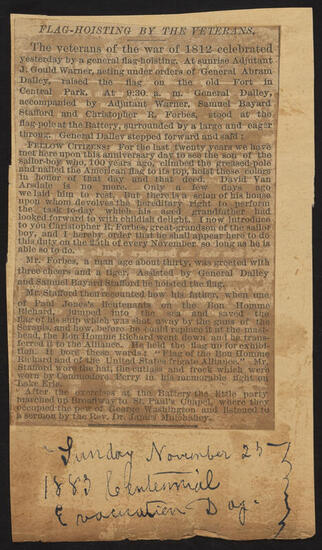 FLAG-HOISTING BY THE VETERANS.
The veterans of the war of 1812 celebrated
yesterday by a general flag-hoisting. At sunrise Adjutant
J. Gould Warner, acting under orders of General Abram
Dalley, raised the flag on the old Fort in
Central Park. At 9:30 a. m. General Dalley,
accompanied by Adjutant Warner, Samuel Bayard
Stafford and Christopher R. Forbes, stood at the
flag-pole at the Battery, surrounded by a large and eager
throng. General Dalley stepped forward and said:
FELLOW CITIZENS: For the last twenty years we have
met here upon this anniversary day to see the son of the
sailor-boy who, 100 years ago, climbed the greased pole
and nailed the American flag to its top, hoist these colors
in honor of that day and that deed. David Van
Arsdale is no more. Only a few days ago
we laid him to rest. But there is a scion of his house
upon whom devolves the hereditary right to perform
the task to-day which his aged grandfather had
looked forward to with childish delight. I now introduce
to you Christopher R. Forbes, great-grandson of the sailor
boy, and I hereby order that he shall appear here to do
this duty on the 25th of every November so long as he is
able so to do.
Mr. Forbes, a man age about thirty, was greeted with
three cheers and a tiger. Assisted by General Dalley
and Samuel Bayard Stafford he hoisted the flag.
Mr. Stafford then recounted how his father, when one
of Paul Jones's lieutenants on the Bon Homme
Richard, jumped into the sea and saved the
flag of his ship which was shot away by the guns of the
Serapis, and how, before he could replace it at the mast-
head, the Bon Homme Richard went down and he trans-
ferred it to the Alliance. He held the flag up for exhibi-
tion. It bore these words: "Flag of the Bon Homme
Richard and of the United States frigate Alliance." Mr.
Stafford wore the hat, the cutlass and frock which were
worn by Commodore Perry in his memorable fight on
Lake Erie.
After the exercises at the Battery the little party
marched up Broadway to St. Paul's Chapel, where they
occupied the pew of George Washington and listened to
a sermon by the Rev. Dr. James Mulchahey.
"Sunday November 25
1883 Centennial
Evacuation Day"